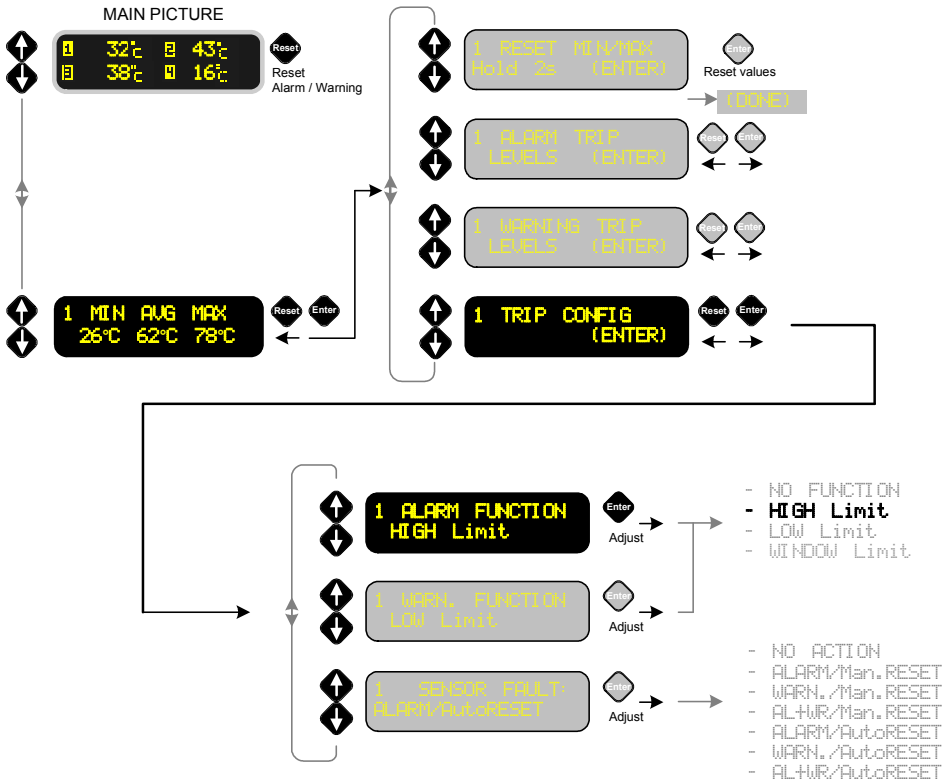 MAIN PICTURE
1 32°c 2 43°c
3 38°c 4 16°c
Reset
Reset
Alarm / Warning
1 MIN AVG MAX
26°C 62°C 78°C
Reset Enter
1 RESET MIN/MAX
Hold 2s (ENTER)
Enter
Reset values
(DONE)
1 ALARM TRIP
LEVELS (ENTER)
Reset Enter
1 WARNING TRIP
LEVELS (ENTER)
Reset Enter
1 TRIP CONFIG
(ENTER)
Reset Enter
1 ALARM FUNCTION
HIGH Limit
Enter
Adjust
- NO FUNCTION
- HIGH Limit
- LOW Limit
- WINDOW Limit
1 WARN. FUNCTION
LOW Limit
Enter
Adjust
1 SENSOR FAULT:
ALARM/AutoRESET
Enter
Adjust
- NO ACTION
- ALARM/Man.RESET
- WARN./Man.RESET
- AL+WR/Man.RESET
- ALARM/AutoRESET
- WARN./AutoRESET
- AL+WR/AutoRESET